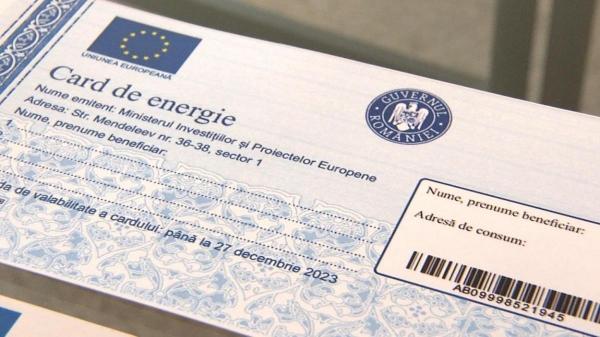 UNIUNEA EUROPEANĂ
Card de energie
Nume emitent: Ministerul Investițiilor și Proiectelor Europene
Adresa: Str. Mendeleev nr. 36-38, sector 1
Nume, prenume beneficiar:
da de valabilitate a cardului: până la 27 decembrie 2023
GUVERNUL ROMÂNIEI
Nume, prenume beneficiar:
Adresă de consum:
AB09998521945